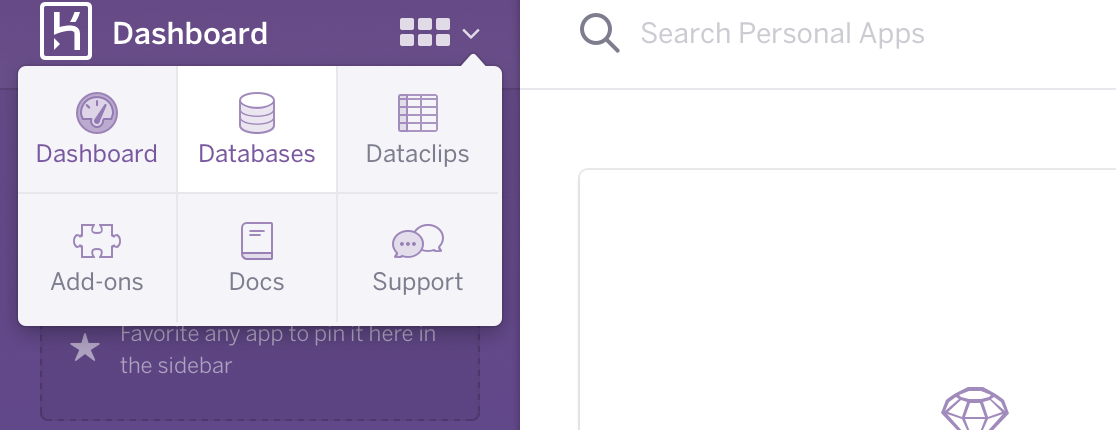 Dashboard
Search Personal Apps
Dashboard
Databases
Dataclips
Add-ons
Docs
Support
Favorite any app to pin it here in
the sidebar